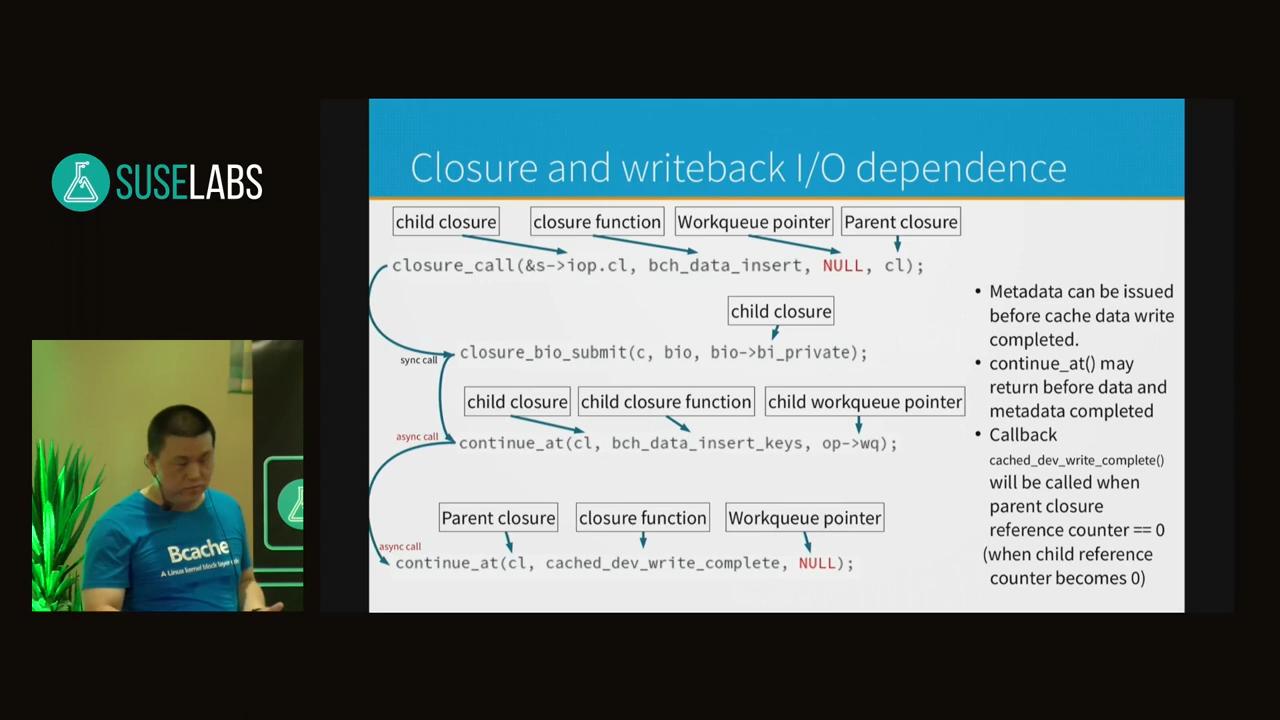 SUSELABS
Closure and writeback I/O dependence
child closure
closure function
Workqueue pointer
Parent closure
closure_call(&s->iop.cl, bch_data_insert, NULL, cl);
child closure
sync call
closure_bio_submit(c, bio, bio->bi_private);
child closure
child closure function
child workqueue pointer
async call
continue_at(cl, bch_data_insert_keys, op->wq);
Parent closure
closure function
Workqueue pointer
async call
continue_at(cl, cached_dev_write_complete, NULL);
• Metadata can be issued
before cache data write
completed.
• continue_at() may
return before data and
metadata completed
• Callback
cached_dev_write_complete()
will be called when
parent closure
reference counter == 0
(when child reference
counter becomes 0)
Bcache
A Linux kernel block layer